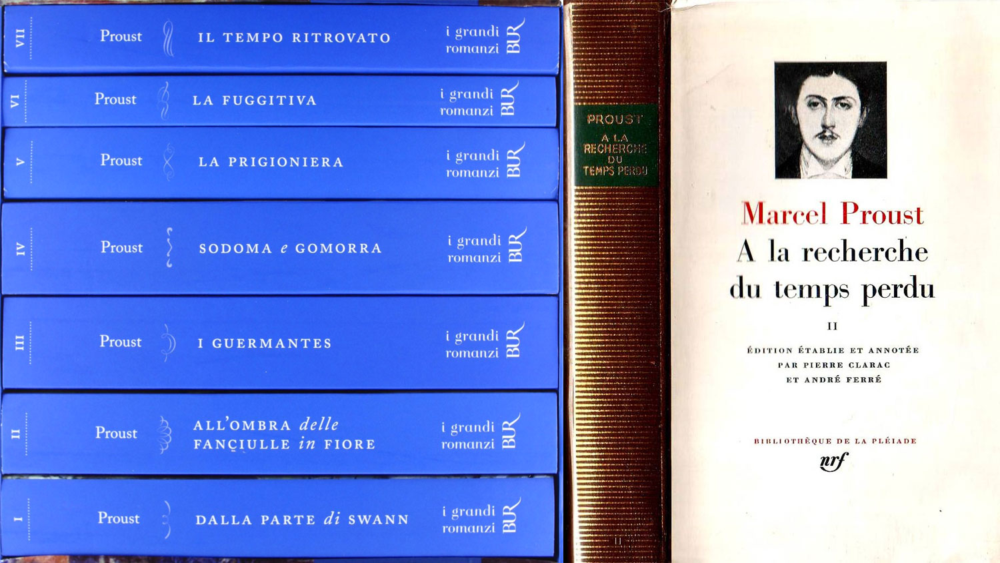 VII
Proust
IL TEMPO RITROVATO
i grandi
romanzi
BUR
VI
Proust
LA FUGGITIVA
i grandi
romanzi
BUR
V
Proust
LA PRIGIONIERA
i grandi
romanzi
BUR
IV
Proust
SODOMA e GOMORRA
i grandi
romanzi
BUR
III
Proust
I GUERMANTES
i grandi
romanzi
BUR
II
Proust
ALL'OMBRA delle
FANÇIULLE in FIORE
i grandi
romanzi
BUR
I
Proust
DALLA PARTE di SWANN
i grandi
romanzi
BUR
PROUST
A LA
RECHERCHE
DU
TEMPS PERDU
II
Marcel Proust
A la recherche
du temps perdu
II
ÉDITION ÉTABLIE ET ANNOTÉE
PAR PIERRE CLARAC
ET ANDRÉ FERRÉ
BIBLIOTHÈQUE DE LA PLÉIADE
nrf